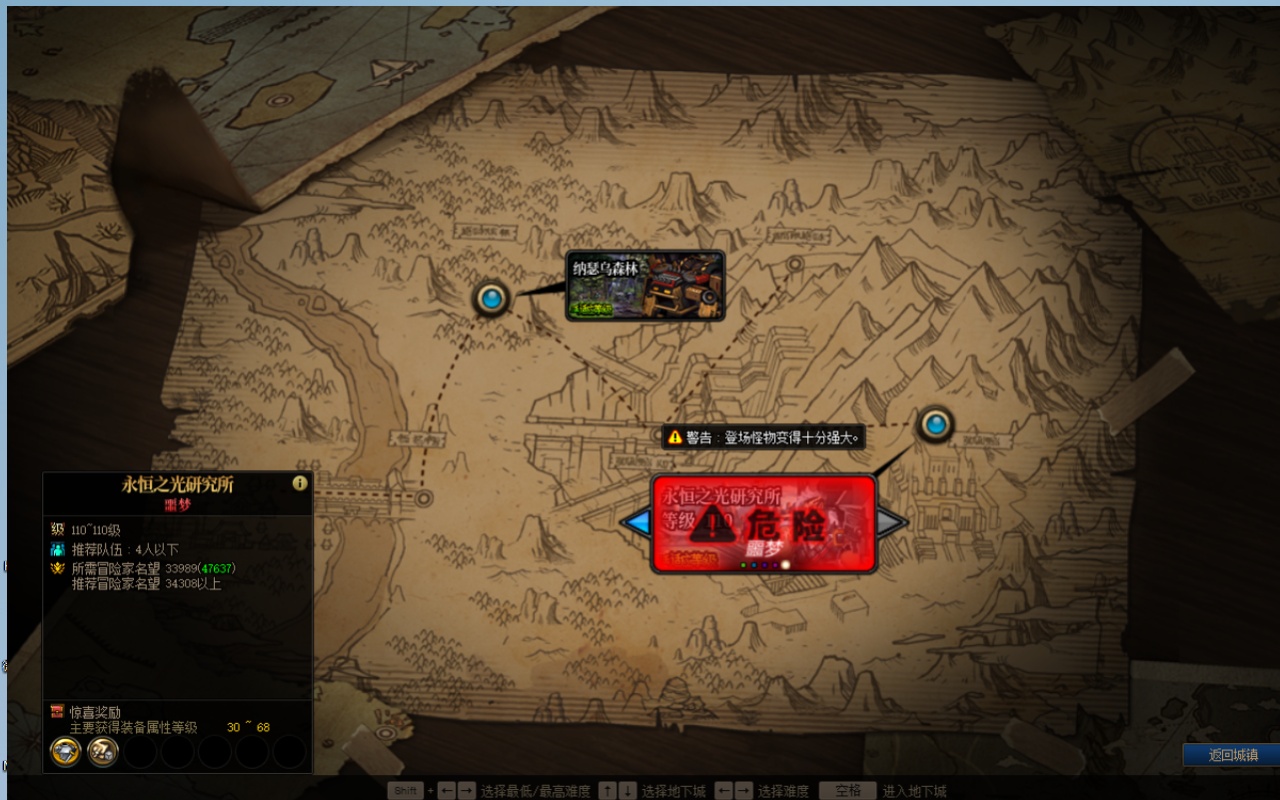 纳瑟乌森林
警告：登场怪物变得十分强大。
永恒之光研究所
等级
危险
噩梦
永恒之光研究所
噩梦
级 110~110级
推荐队伍：4人以下
所需冒险家名望 33989(47637)
推荐冒险家名望 34308以上
惊喜奖励
主要获得装备属性等级 30 ~ 68
返回城镇
Shift + ← → 选择最低/最高难度 ↑ ↓ 选择地下城 ← → 选择难度 空格 进入地下城